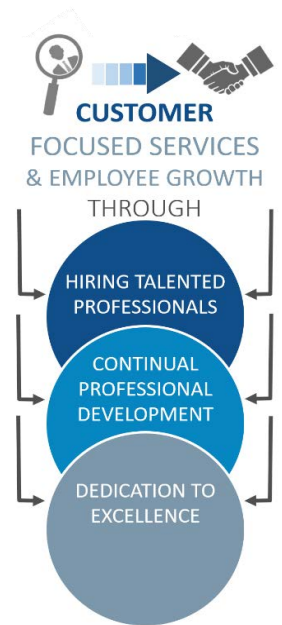 CUSTOMER
FOCUSED SERVICES
& EMPLOYEE GROWTH
THROUGH
HIRING TALENTED
PROFESSIONALS
CONTINUAL
PROFESSIONAL
DEVELOPMENT
DEDICATION TO
EXCELLENCE